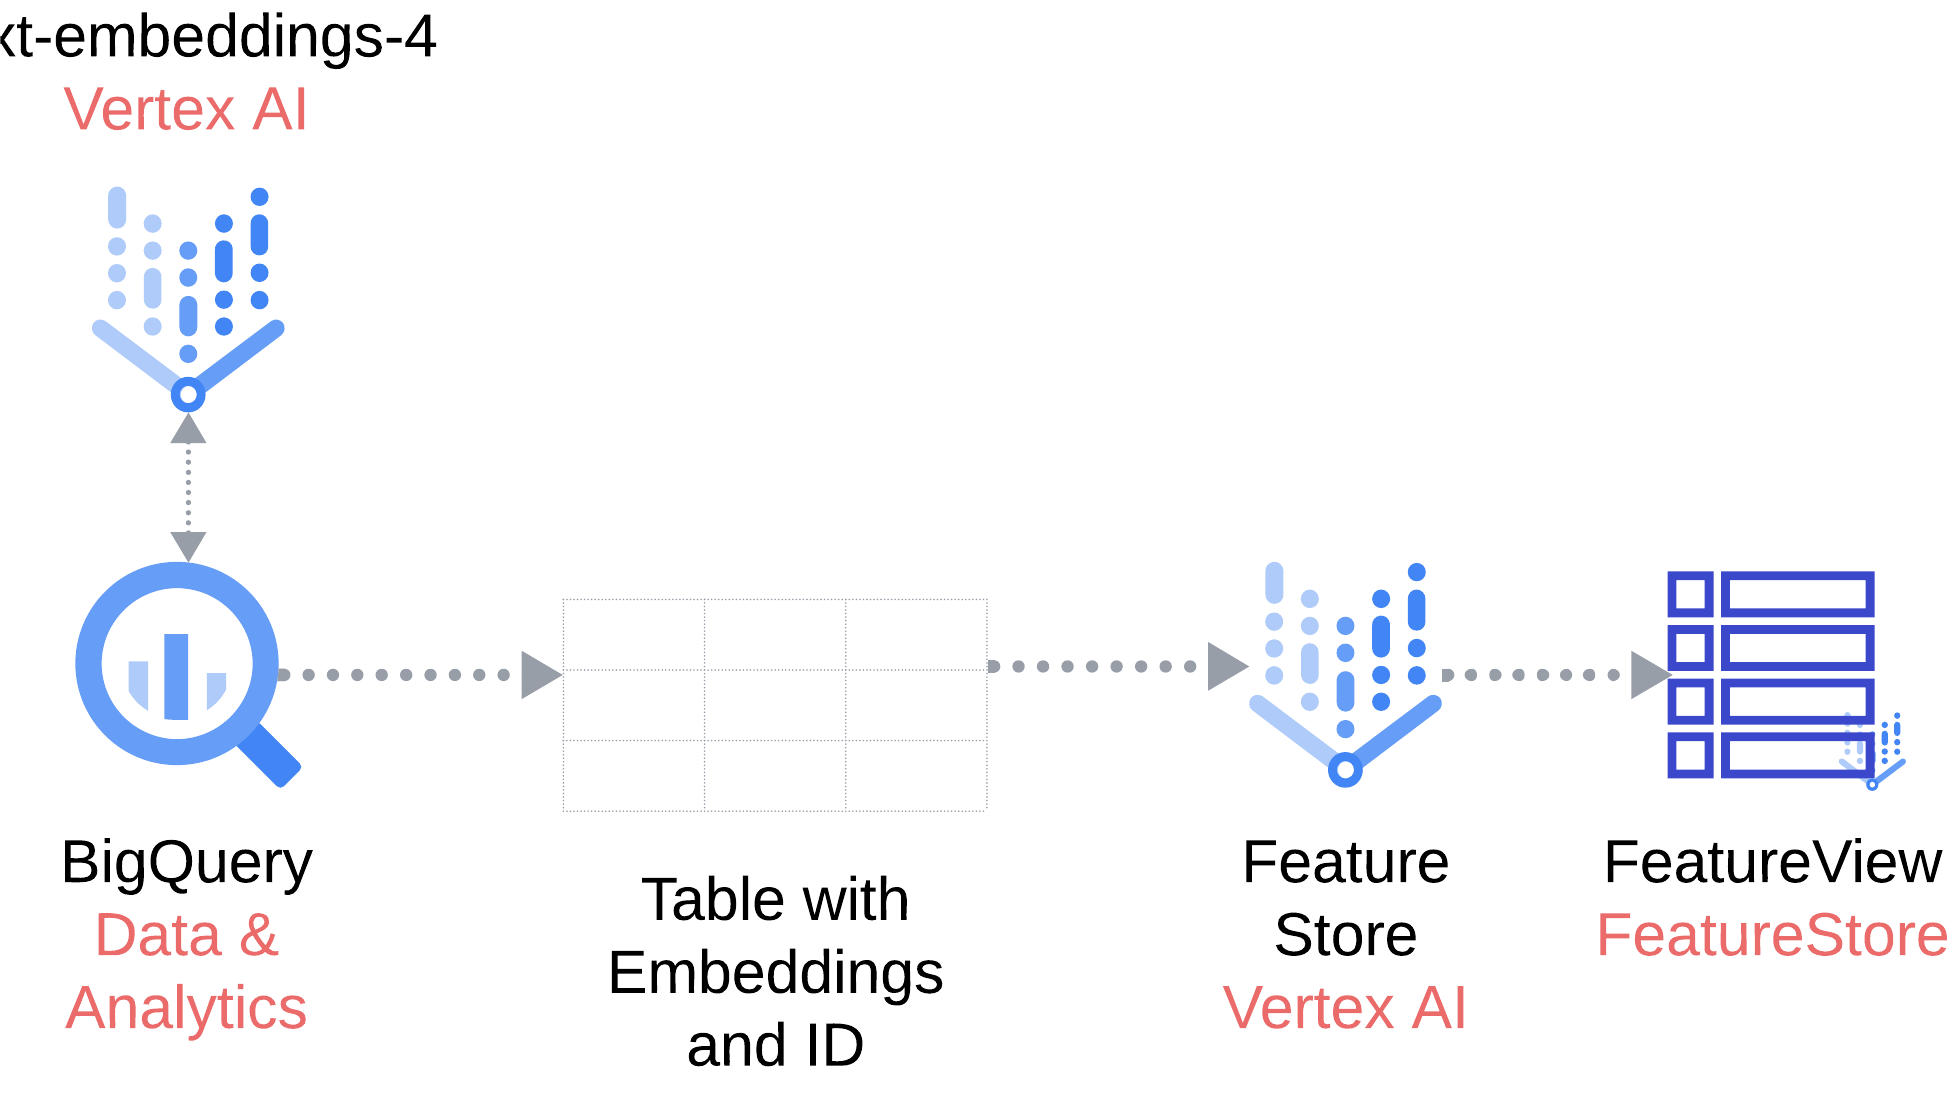 xt-embeddings-4
Vertex AI
BigQuery
Data &
Analytics
Table with
Embeddings
and ID
Feature
Store
Vertex AI
FeatureView
FeatureStore